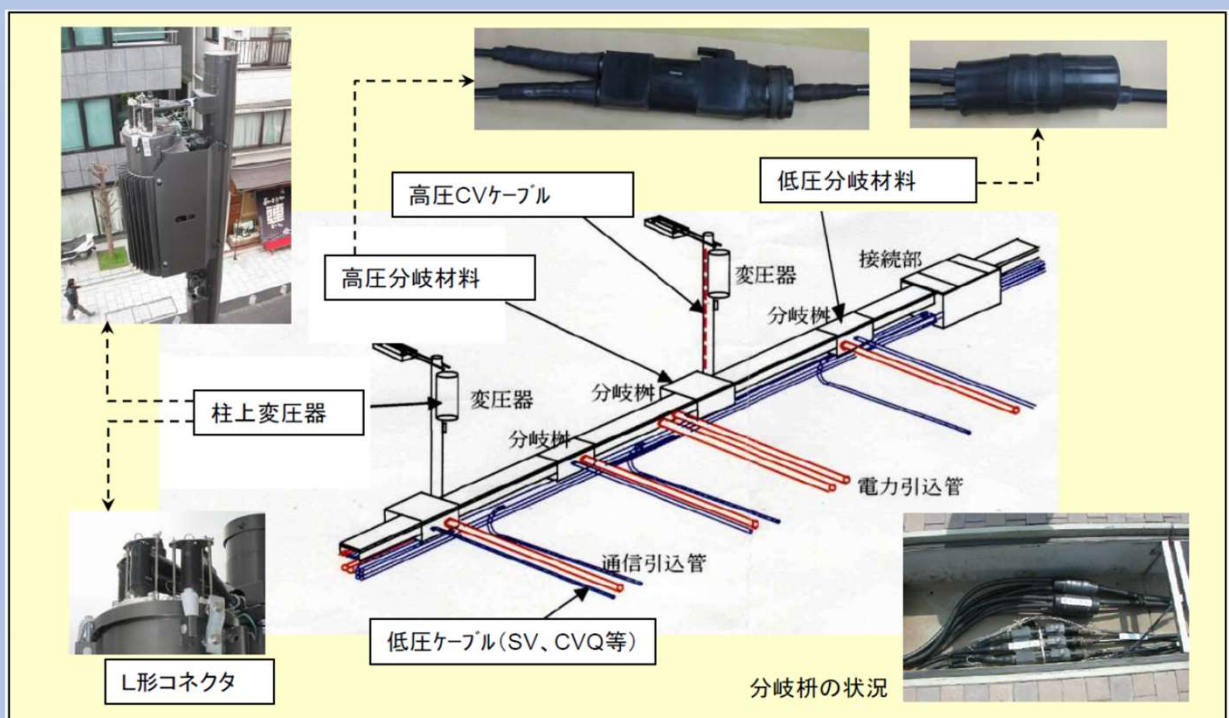 高圧CVケーブル
低圧分岐材料
高圧分岐材料
変圧器
接続部
分岐桝
柱上変圧器
変圧器
分岐桝
分岐桝
電力引込管
通信引込管
低圧ケーブル(SV、CVQ等)
L形コネクタ
分岐枡の状況